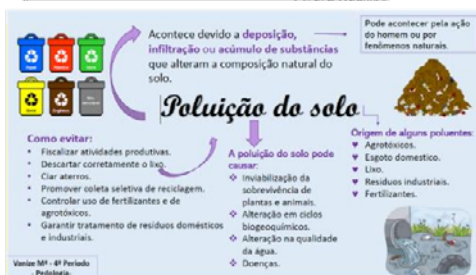 Acontece devido a deposição,
infiltração ou acúmulo de substâncias
que alteram a composição natural do
solo.
Pode acontecer pela ação
do homem ou por
fenômenos naturais.
Poluição do solo
Como evitar:
Fiscalizar atividades produtivas.
Descartar corretamente o lixo.
Ciar aterros.
Promover coleta seletiva de reciclagem.
Controlar uso de fertilizantes e de
agrotóxicos.
Garantir tratamento de resíduos domésticos
e industriais.
A poluição do solo pode
causar:
Inviabilização da
sobrevivência de
plantas e animais.
Alteração em ciclos
biogeoquímicos.
Alteração na qualidade
da água.
Doenças.
Origem de alguns poluentes:
Agrotóxicos.
Esgoto domestico.
Lixo.
Resíduos industriais.
Fertilizantes.
Vanize Mª - 4º Período
- Pedologia-